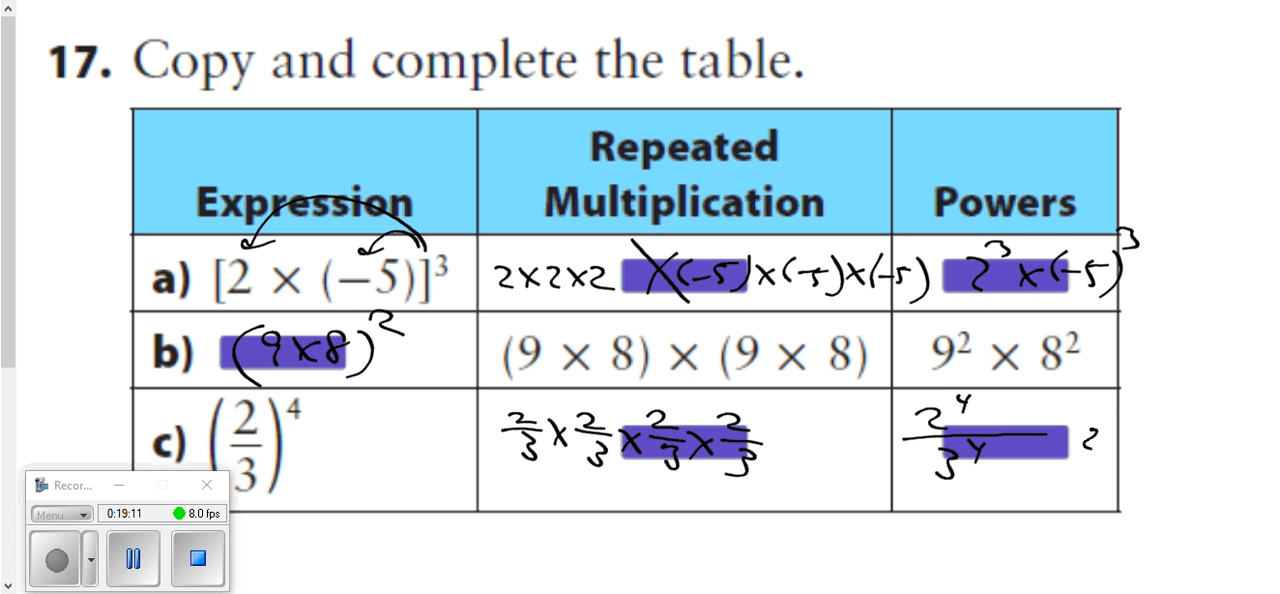 17. Copy and complete the table.
Repeated
Expression Multiplication Powers
a) [2 × (−5)]³ 2×2×2 ×(−5)×(−5)×(−5) 2³ ×(−5)³
b) (9×8)² (9 × 8) × (9 × 8) 9² × 8²
c) (2/3)⁴ 2/3 × 2/3 × 2/3 × 2/3 2⁴/3⁴
Recor...
Menu 0:19:11 8.0 fps